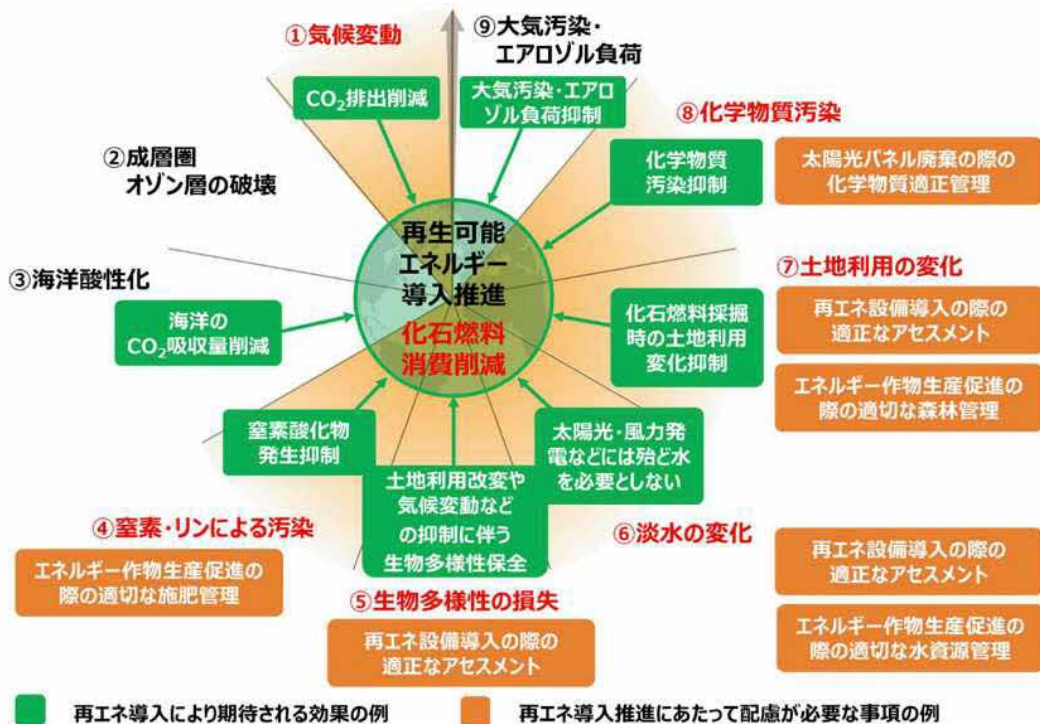 ①気候変動
⑨大気汚染・
エアロゾル負荷
CO₂排出削減
大気汚染・エアロ
ゾル負荷抑制
⑧化学物質汚染
化学物質
汚染抑制
太陽光パネル廃棄の際の
化学物質適正管理
②成層圏
オゾン層の破壊
再生可能
エネルギー
導入推進
化石燃料
消費削減
③海洋酸性化
海洋の
CO₂吸収量削減
⑦土地利用の変化
化石燃料採掘
時の土地利用
変化抑制
再エネ設備導入の際の
適正なアセスメント
エネルギー作物生産促進の
際の適切な森林管理
窒素酸化物
発生抑制
土地利用改変や
気候変動など
の抑制に伴う
生物多様性保全
太陽光・風力発
電などには殆ど水
を必要としない
④窒素・リンによる汚染
エネルギー作物生産促進の
際の適切な施肥管理
⑤生物多様性の損失
再エネ設備導入の際の
適正なアセスメント
⑥淡水の変化
再エネ設備導入の際の
適正なアセスメント
エネルギー作物生産促進の
際の適切な水資源管理
再エネ導入により期待される効果の例
再エネ導入推進にあたって配慮が必要な事項の例